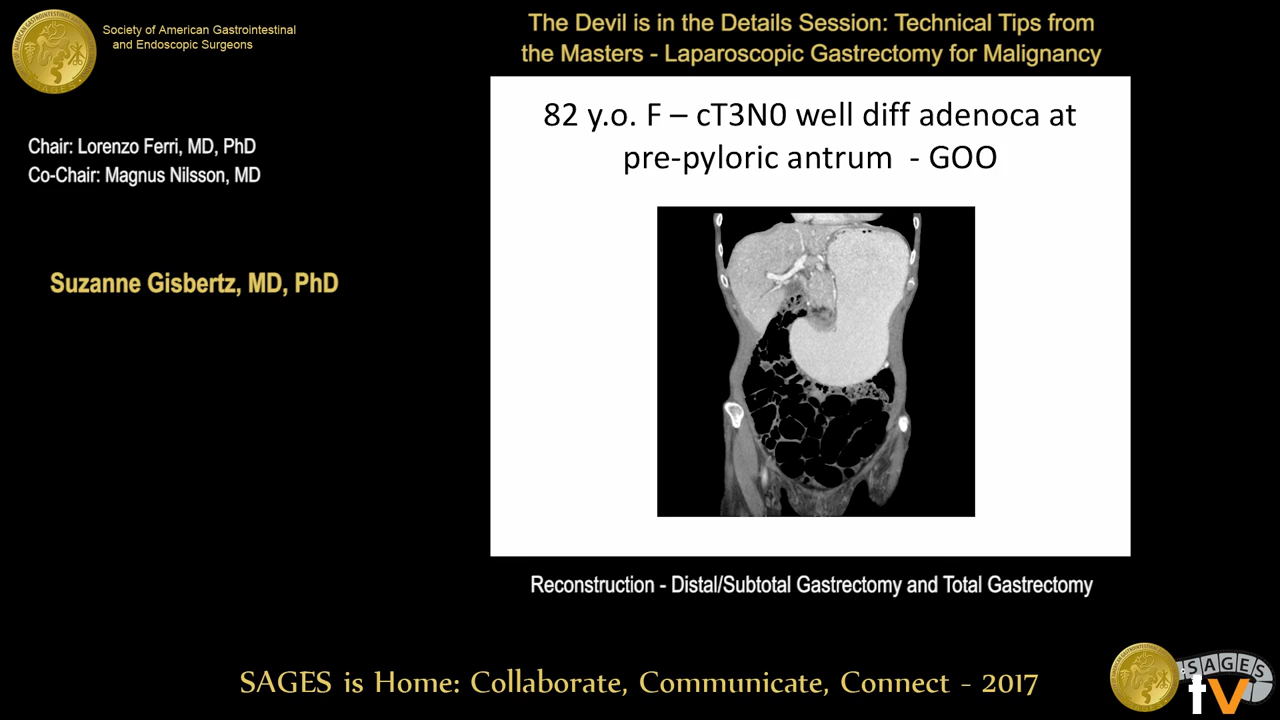 Society of American Gastrointestinal
and Endoscopic Surgeons
The Devil is in the Details Session: Technical Tips from
the Masters - Laparoscopic Gastrectomy for Malignancy
Chair: Lorenzo Ferri, MD, PhD
Co-Chair: Magnus Nilsson, MD
Suzanne Gisbertz, MD, PhD
82 y.o. F – cT3N0 well diff adenoca at
pre-pyloric antrum - GOO
Reconstruction - Distal/Subtotal Gastrectomy and Total Gastrectomy
SAGES is Home: Collaborate, Communicate, Connect - 2017
SAGES
tv